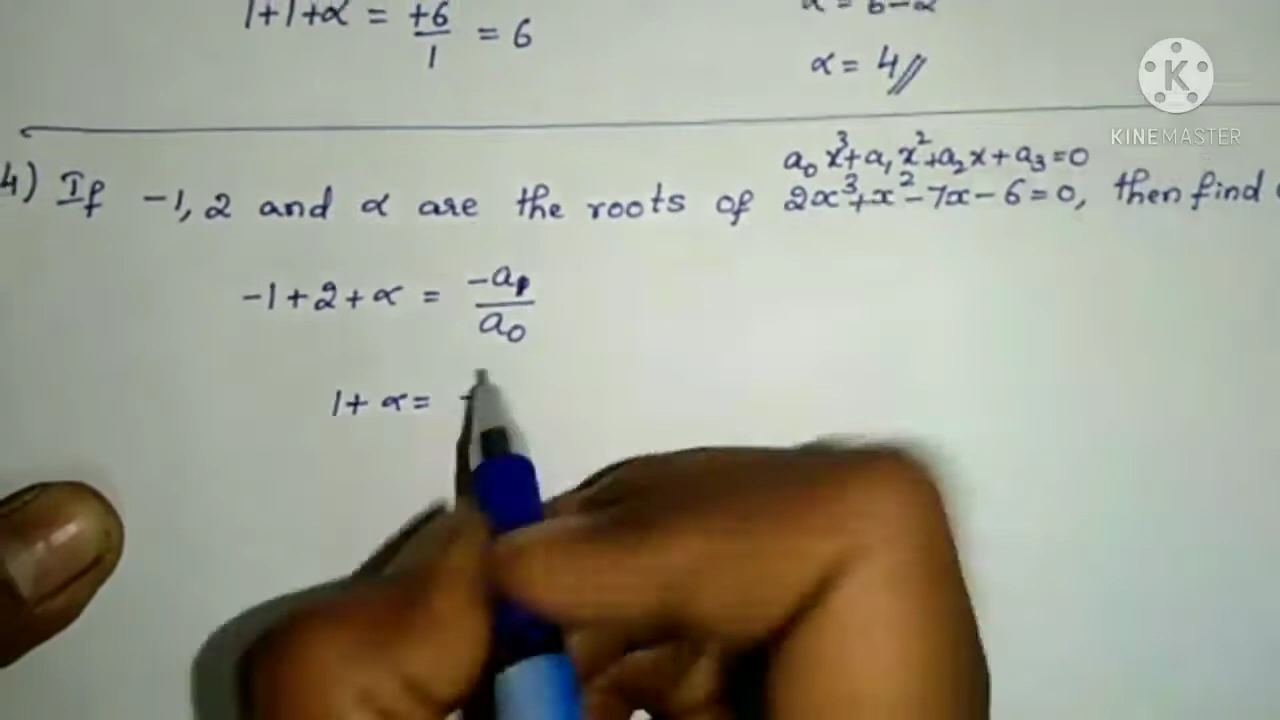 1+1+α = +6/1 = 6
α = 4//
KINEMASTER
a₀x³+a₁x²+a₂x+a₃=0
4) If -1, 2 and α are the roots of 2x³+x²-7x-6=0, then find
-1+2+α = -a₁/a₀
1+α = -